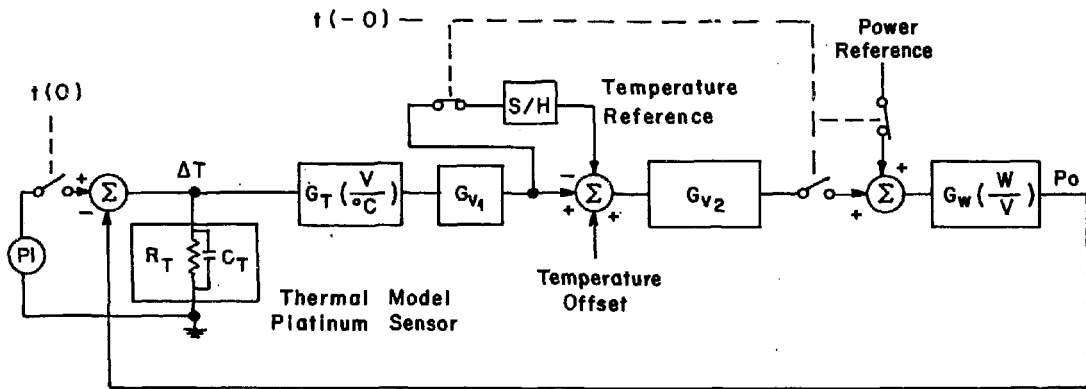 t(-0)
Power
Reference
t(0)
S/H
Temperature
Reference
+
Σ
-
ΔT
G_T (V/°C)
G_V1
-
Σ
+
+
G_V2
+
Σ
+
G_W (W/V)
Po
PI
R_T
C_T
Thermal Model
Platinum Sensor
Temperature
Offset